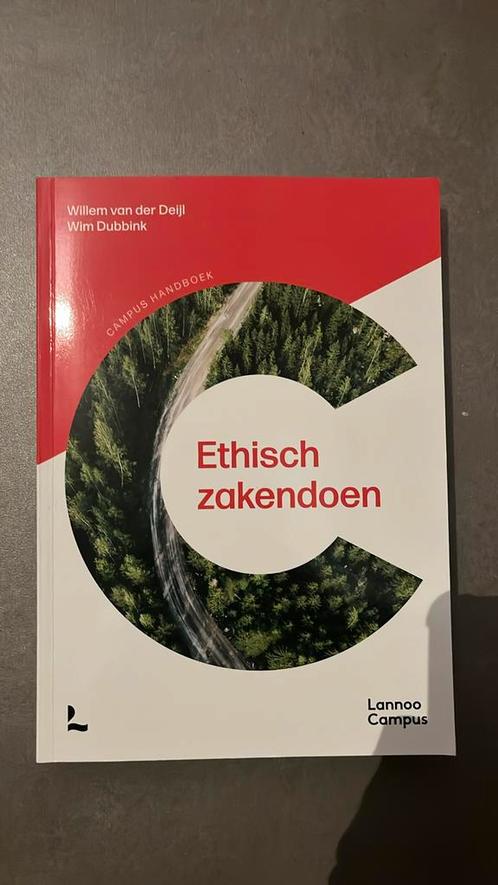 Willem van der Deijl
Wim Dubbink
CAMPUS HANDBOEK
Ethisch
zakendoen
Lannoo
Campus